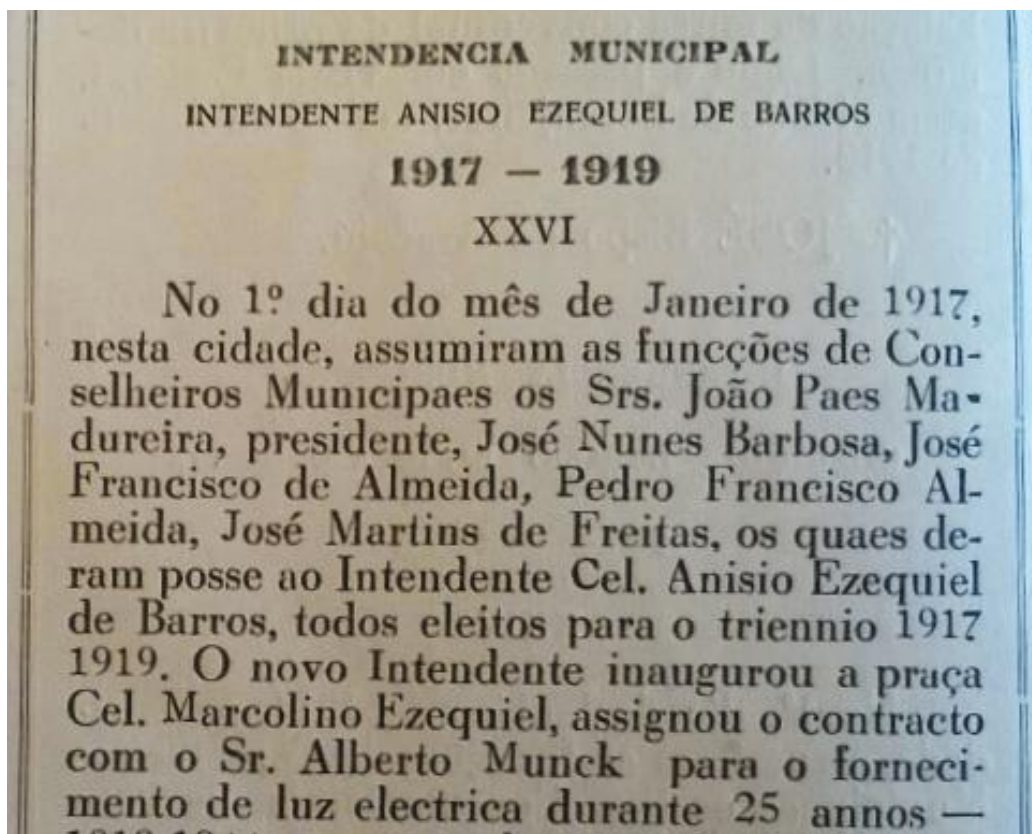 INTENDENCIA MUNICIPAL
INTENDENTE ANISIO EZEQUIEL DE BARROS
1917 — 1919
XXVI
No 1º dia do mês de Janeiro de 1917,
nesta cidade, assumiram as funcções de Con-
selheiros Municipaes os Srs. João Paes Ma-
dureira, presidente, José Nunes Barbosa, José
Francisco de Almeida, Pedro Francisco Al-
meida, José Martins de Freitas, os quaes de-
ram posse ao Intendente Cel. Anisio Ezequiel
de Barros, todos eleitos para o triennio 1917
1919. O novo Intendente inaugurou a praça
Cel. Marcolino Ezequiel, assignou o contracto
com o Sr. Alberto Munck para o forneci-
mento de luz electrica durante 25 annos —